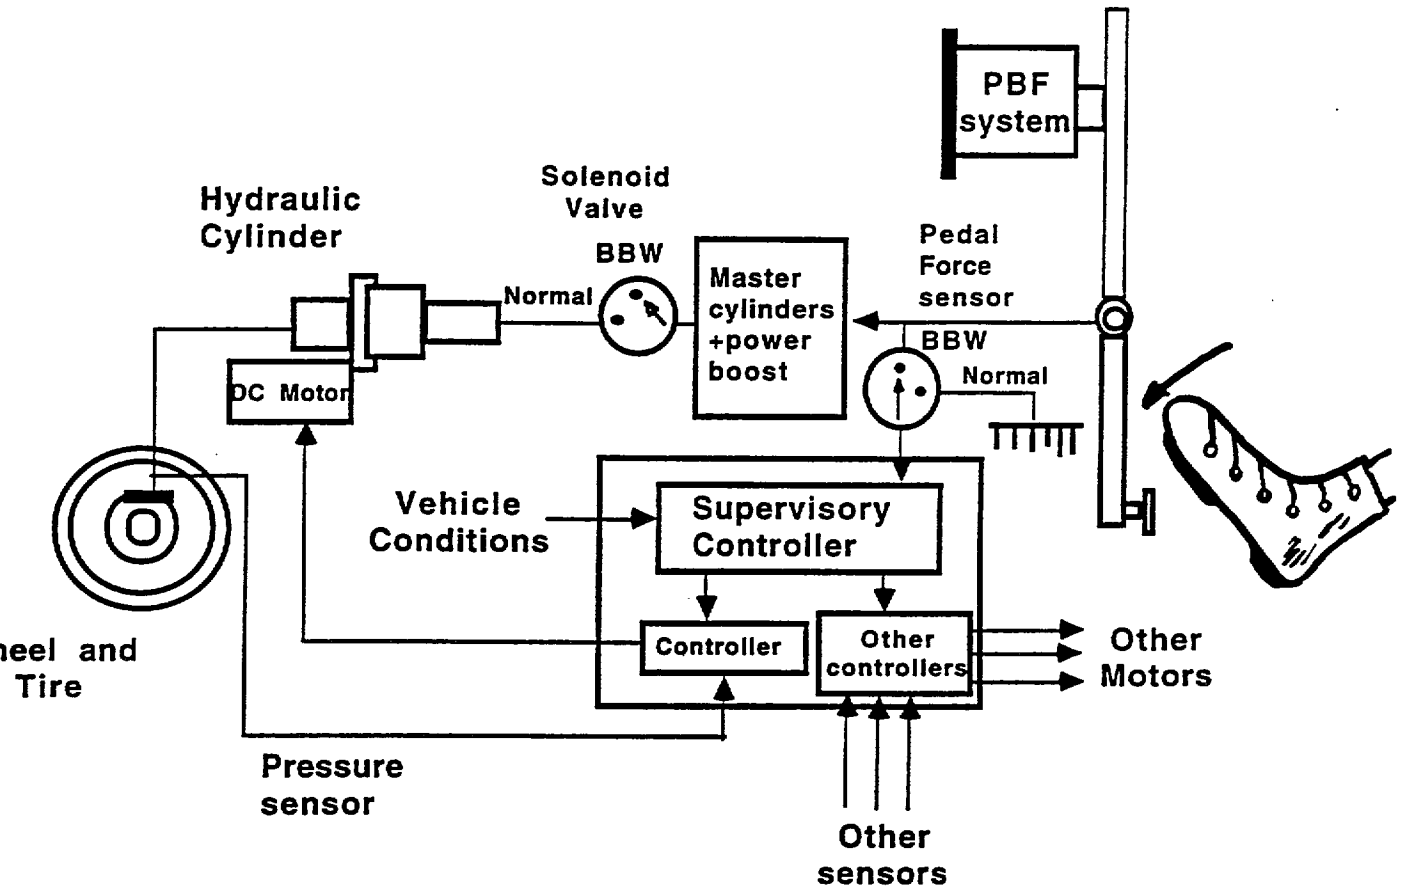 PBF
system
Solenoid
Valve
BBW
Hydraulic
Cylinder
Normal
Master
cylinders
+power
boost
Pedal
Force
sensor
BBW
Normal
DC Motor
Vehicle
Conditions
Supervisory
Controller
Controller
Other
controllers
Other
Motors
heel and
Tire
Pressure
sensor
Other
sensors